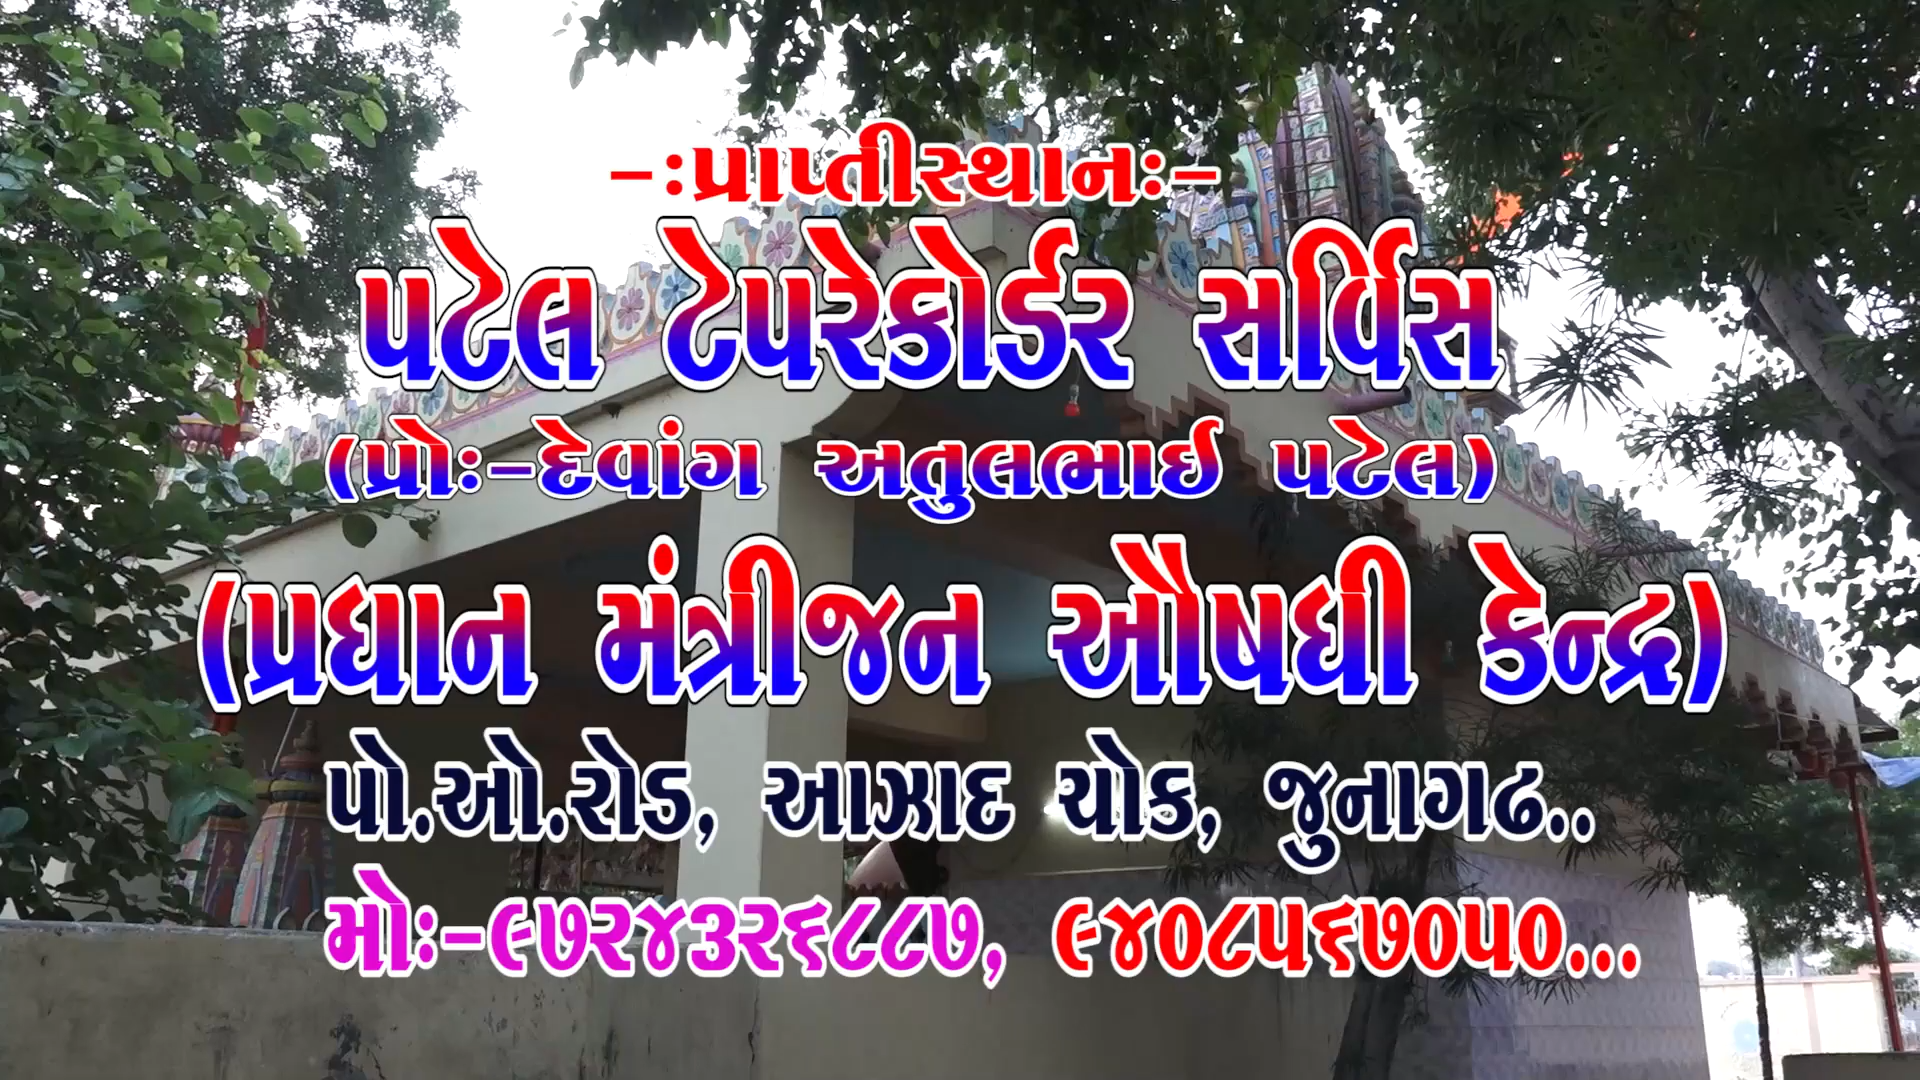 -:પ્રાપ્તીસ્થાન:-
પટેલ ટેપરેકોર્ડર સર્વિસ
(પ્રો:-દેવાંગ અતુલભાઈ પટેલ)
(પ્રધાન મંત્રીજન ઔષધી કેન્દ્ર)
પો.ઓ.રોડ, આઝાદ ચોક, જુનાગઢ..
મો:-૯૭૨૪૩૨૬૮૮૭, ૯૪૦૮૫૬૭૦૫૦...